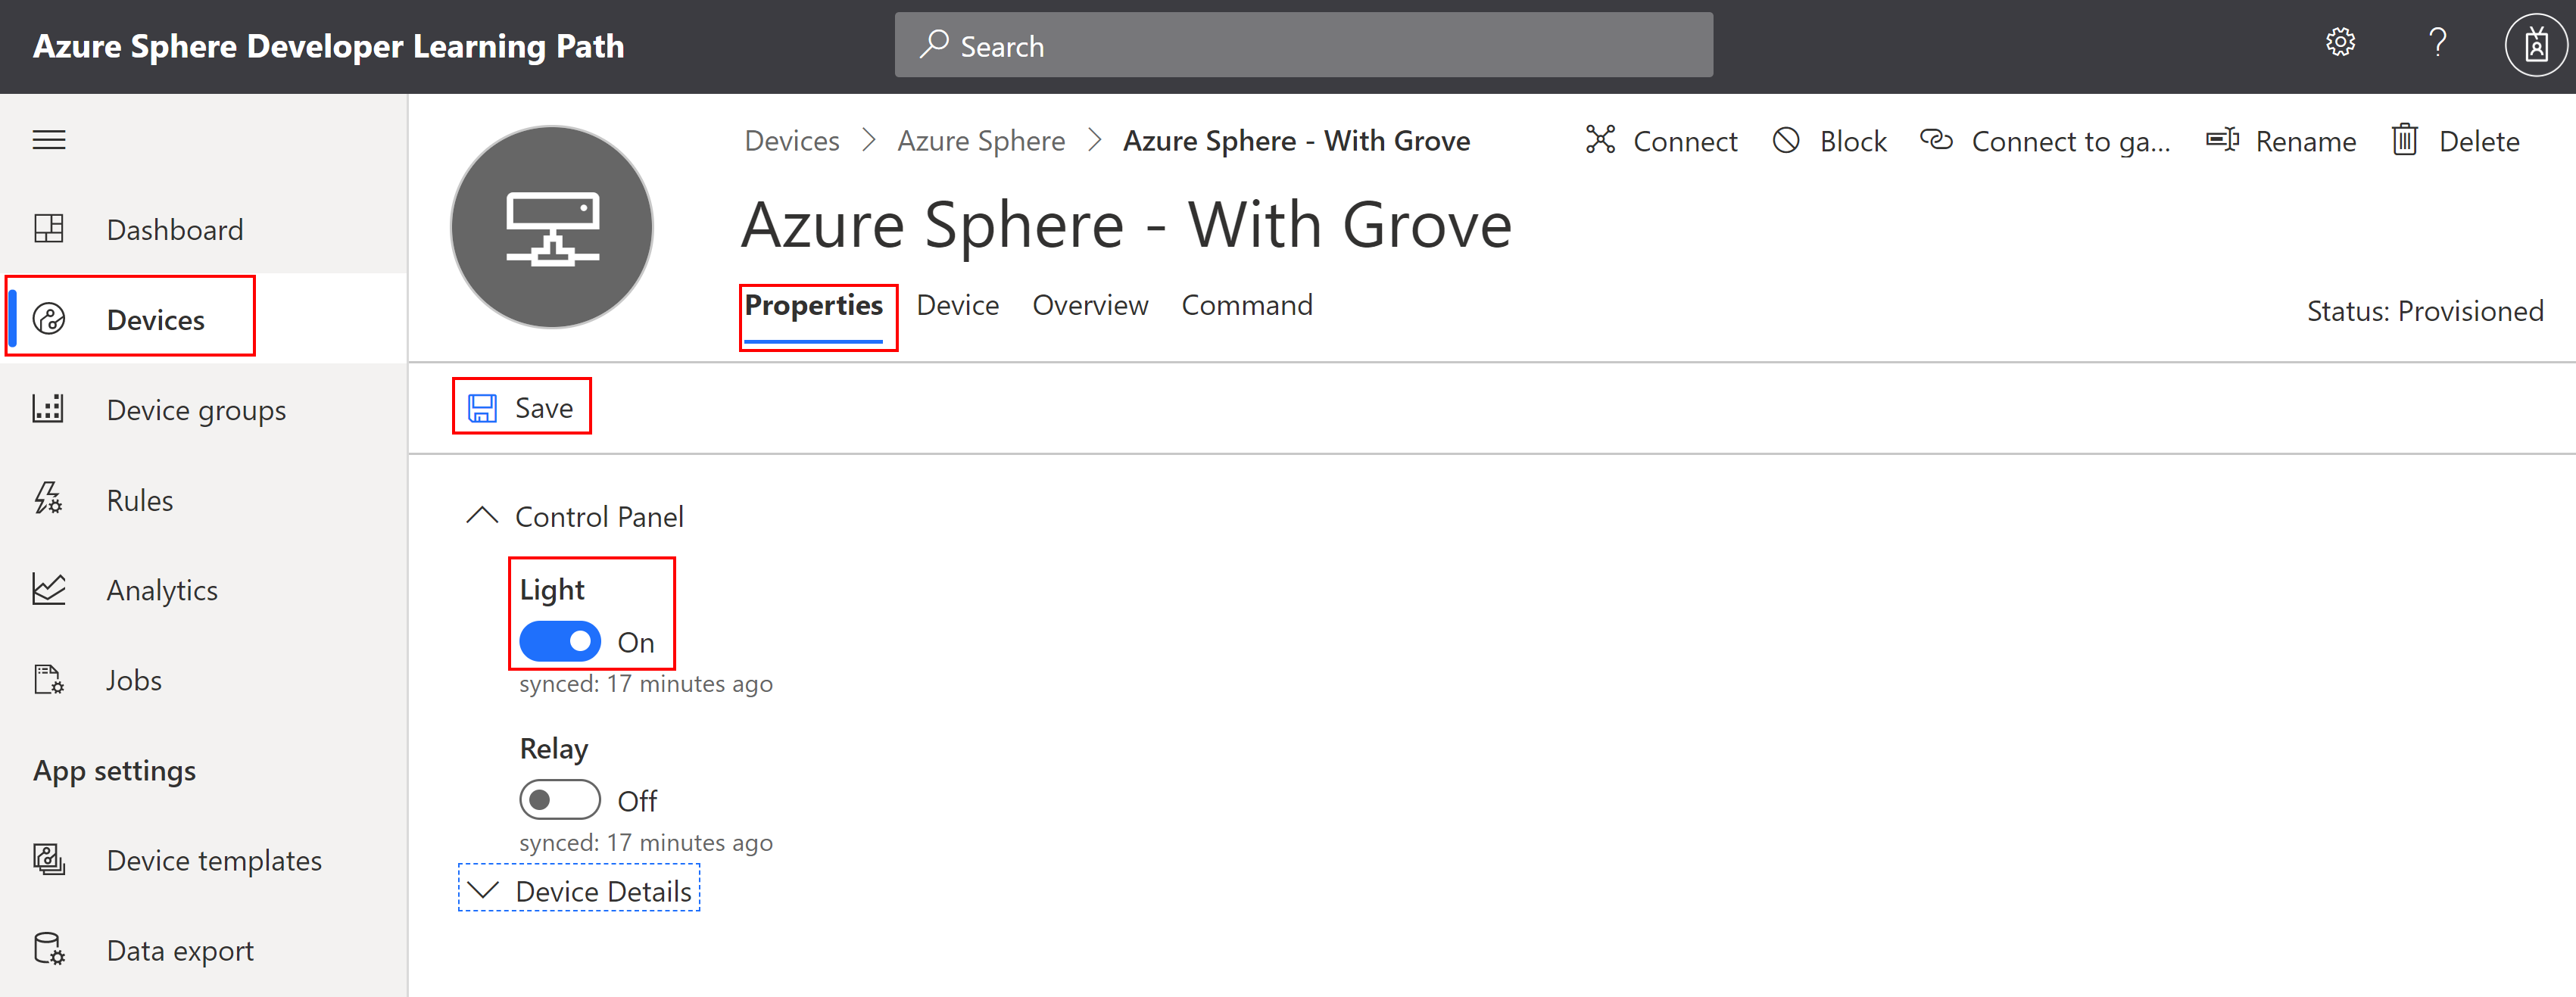 Azure Sphere Developer Learning Path
Search
Dashboard
Devices
Device groups
Rules
Analytics
Jobs
App settings
Device templates
Data export
Devices > Azure Sphere > Azure Sphere - With Grove
Connect
Block
Connect to ga...
Rename
Delete
Azure Sphere - With Grove
Properties Device Overview Command
Status: Provisioned
Save
Control Panel
Light
On
synced: 17 minutes ago
Relay
Off
synced: 17 minutes ago
Device Details